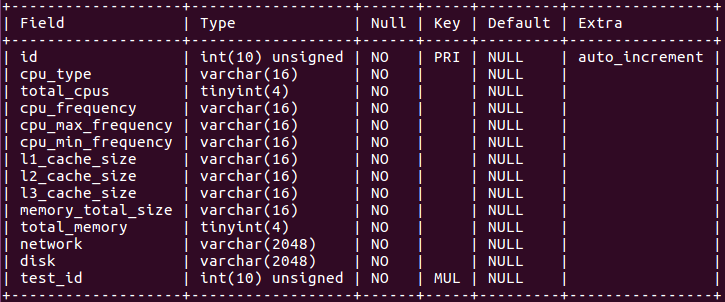 +-------------------+------------------+------+-----+---------+----------------+
| Field             | Type             | Null | Key | Default | Extra          |
+-------------------+------------------+------+-----+---------+----------------+
| id                | int(10) unsigned | NO   | PRI | NULL    | auto_increment |
| cpu_type          | varchar(16)      | NO   |     | NULL    |                |
| total_cpus        | tinyint(4)       | NO   |     | NULL    |                |
| cpu_frequency     | varchar(16)      | NO   |     | NULL    |                |
| cpu_max_frequency | varchar(16)      | NO   |     | NULL    |                |
| cpu_min_frequency | varchar(16)      | NO   |     | NULL    |                |
| l1_cache_size     | varchar(16)      | NO   |     | NULL    |                |
| l2_cache_size     | varchar(16)      | NO   |     | NULL    |                |
| l3_cache_size     | varchar(16)      | NO   |     | NULL    |                |
| memory_total_size | varchar(16)      | NO   |     | NULL    |                |
| total_memory      | tinyint(4)       | NO   |     | NULL    |                |
| network           | varchar(2048)    | NO   |     | NULL    |                |
| disk              | varchar(2048)    | NO   |     | NULL    |                |
| test_id           | int(10) unsigned | NO   | MUL | NULL    |                |
+-------------------+------------------+------+-----+---------+----------------+